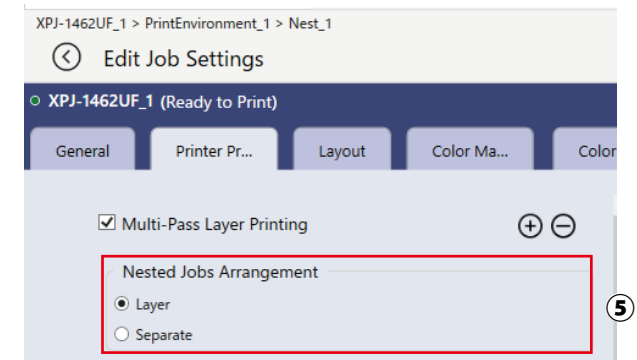 XPJ-1462UF_1 > PrintEnvironment_1 > Nest_1
Edit Job Settings
XPJ-1462UF_1 (Ready to Print)
General Printer Pr... Layout Color Ma... Color
Multi-Pass Layer Printing
Nested Jobs Arrangement
Layer
⑤
Separate